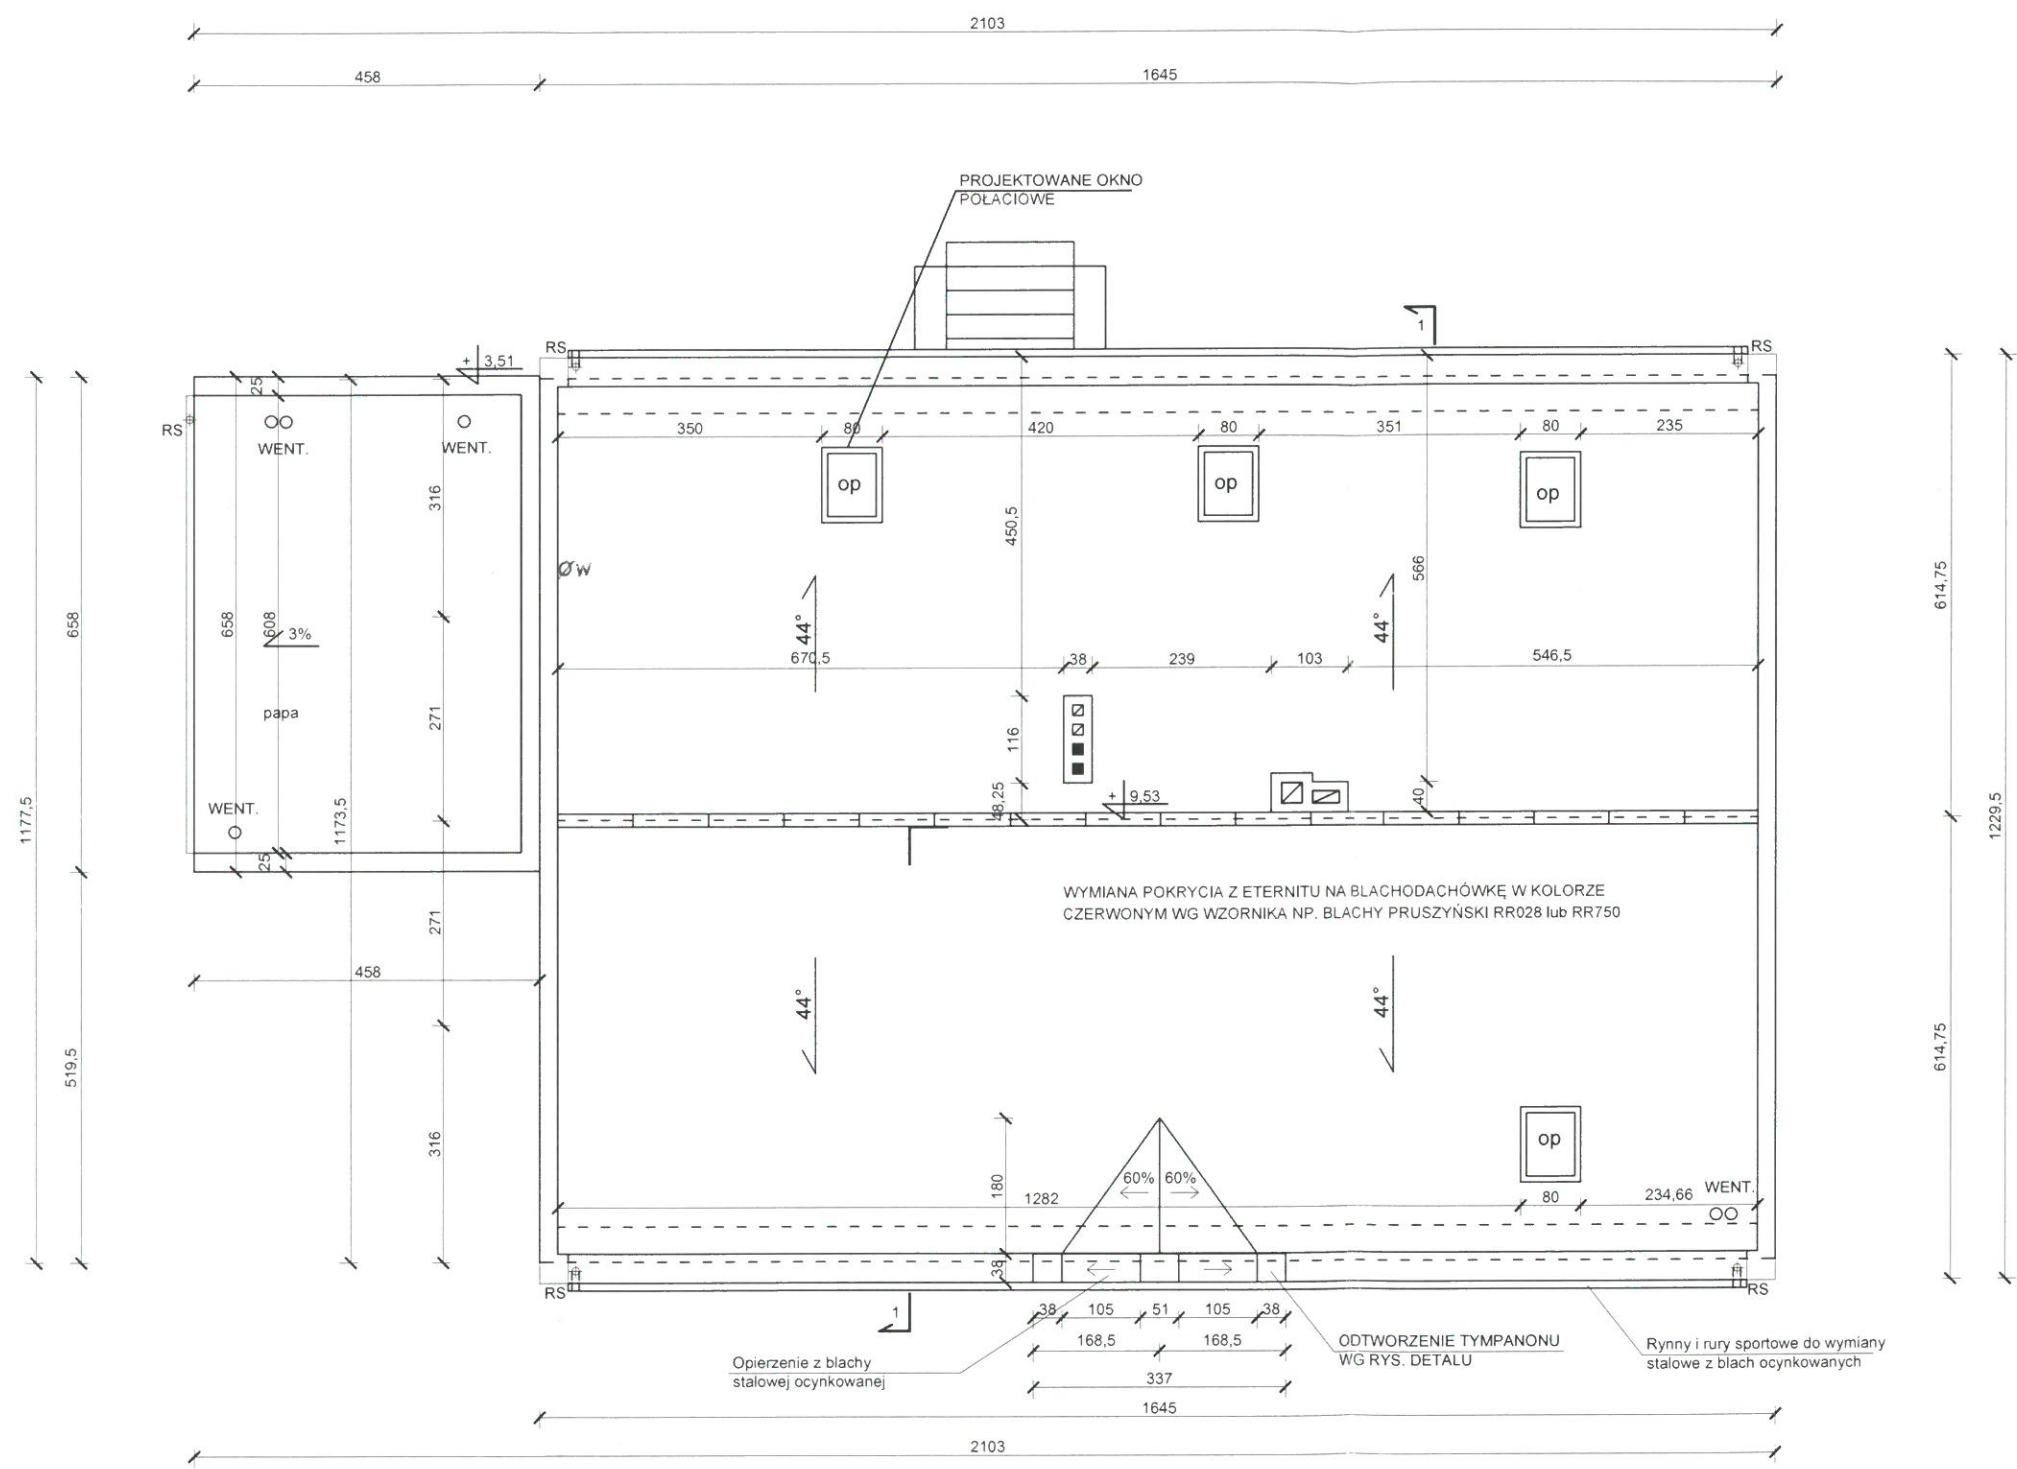 2103
458
1645
PROJEKTOWANE OKNO
POŁACIOWE
1
RS
RS
+ 3,51
25
RS
WENT.
WENT.
350
80
420
80
351
80
235
op
op
op
316
450,5
566
614,75
ØW
44°
44°
658
658
608
3%
670,5
38
239
103
546,5
papa
271
116
48,25
40
+ 9,53
WENT.
25
1177,5
1173,5
1229,5
WYMIANA POKRYCIA Z ETERNITU NA BLACHODACHÓWKĘ W KOLORZE
CZERWONYM WG WZORNIKA NP. BLACHY PRUSZYŃSKI RR028 lub RR750
271
458
44°
44°
519,5
614,75
316
op
180
60%
60%
1282
80
234,66
WENT.
38
RS
RS
1
38
105
51
105
38
168,5
168,5
ODTWORZENIE TYMPANONU
WG RYS. DETALU
Rynny i rury sportowe do wymiany
stalowe z blach ocynkowanych
Opierzenie z blachy
stalowej ocynkowanej
337
1645
2103